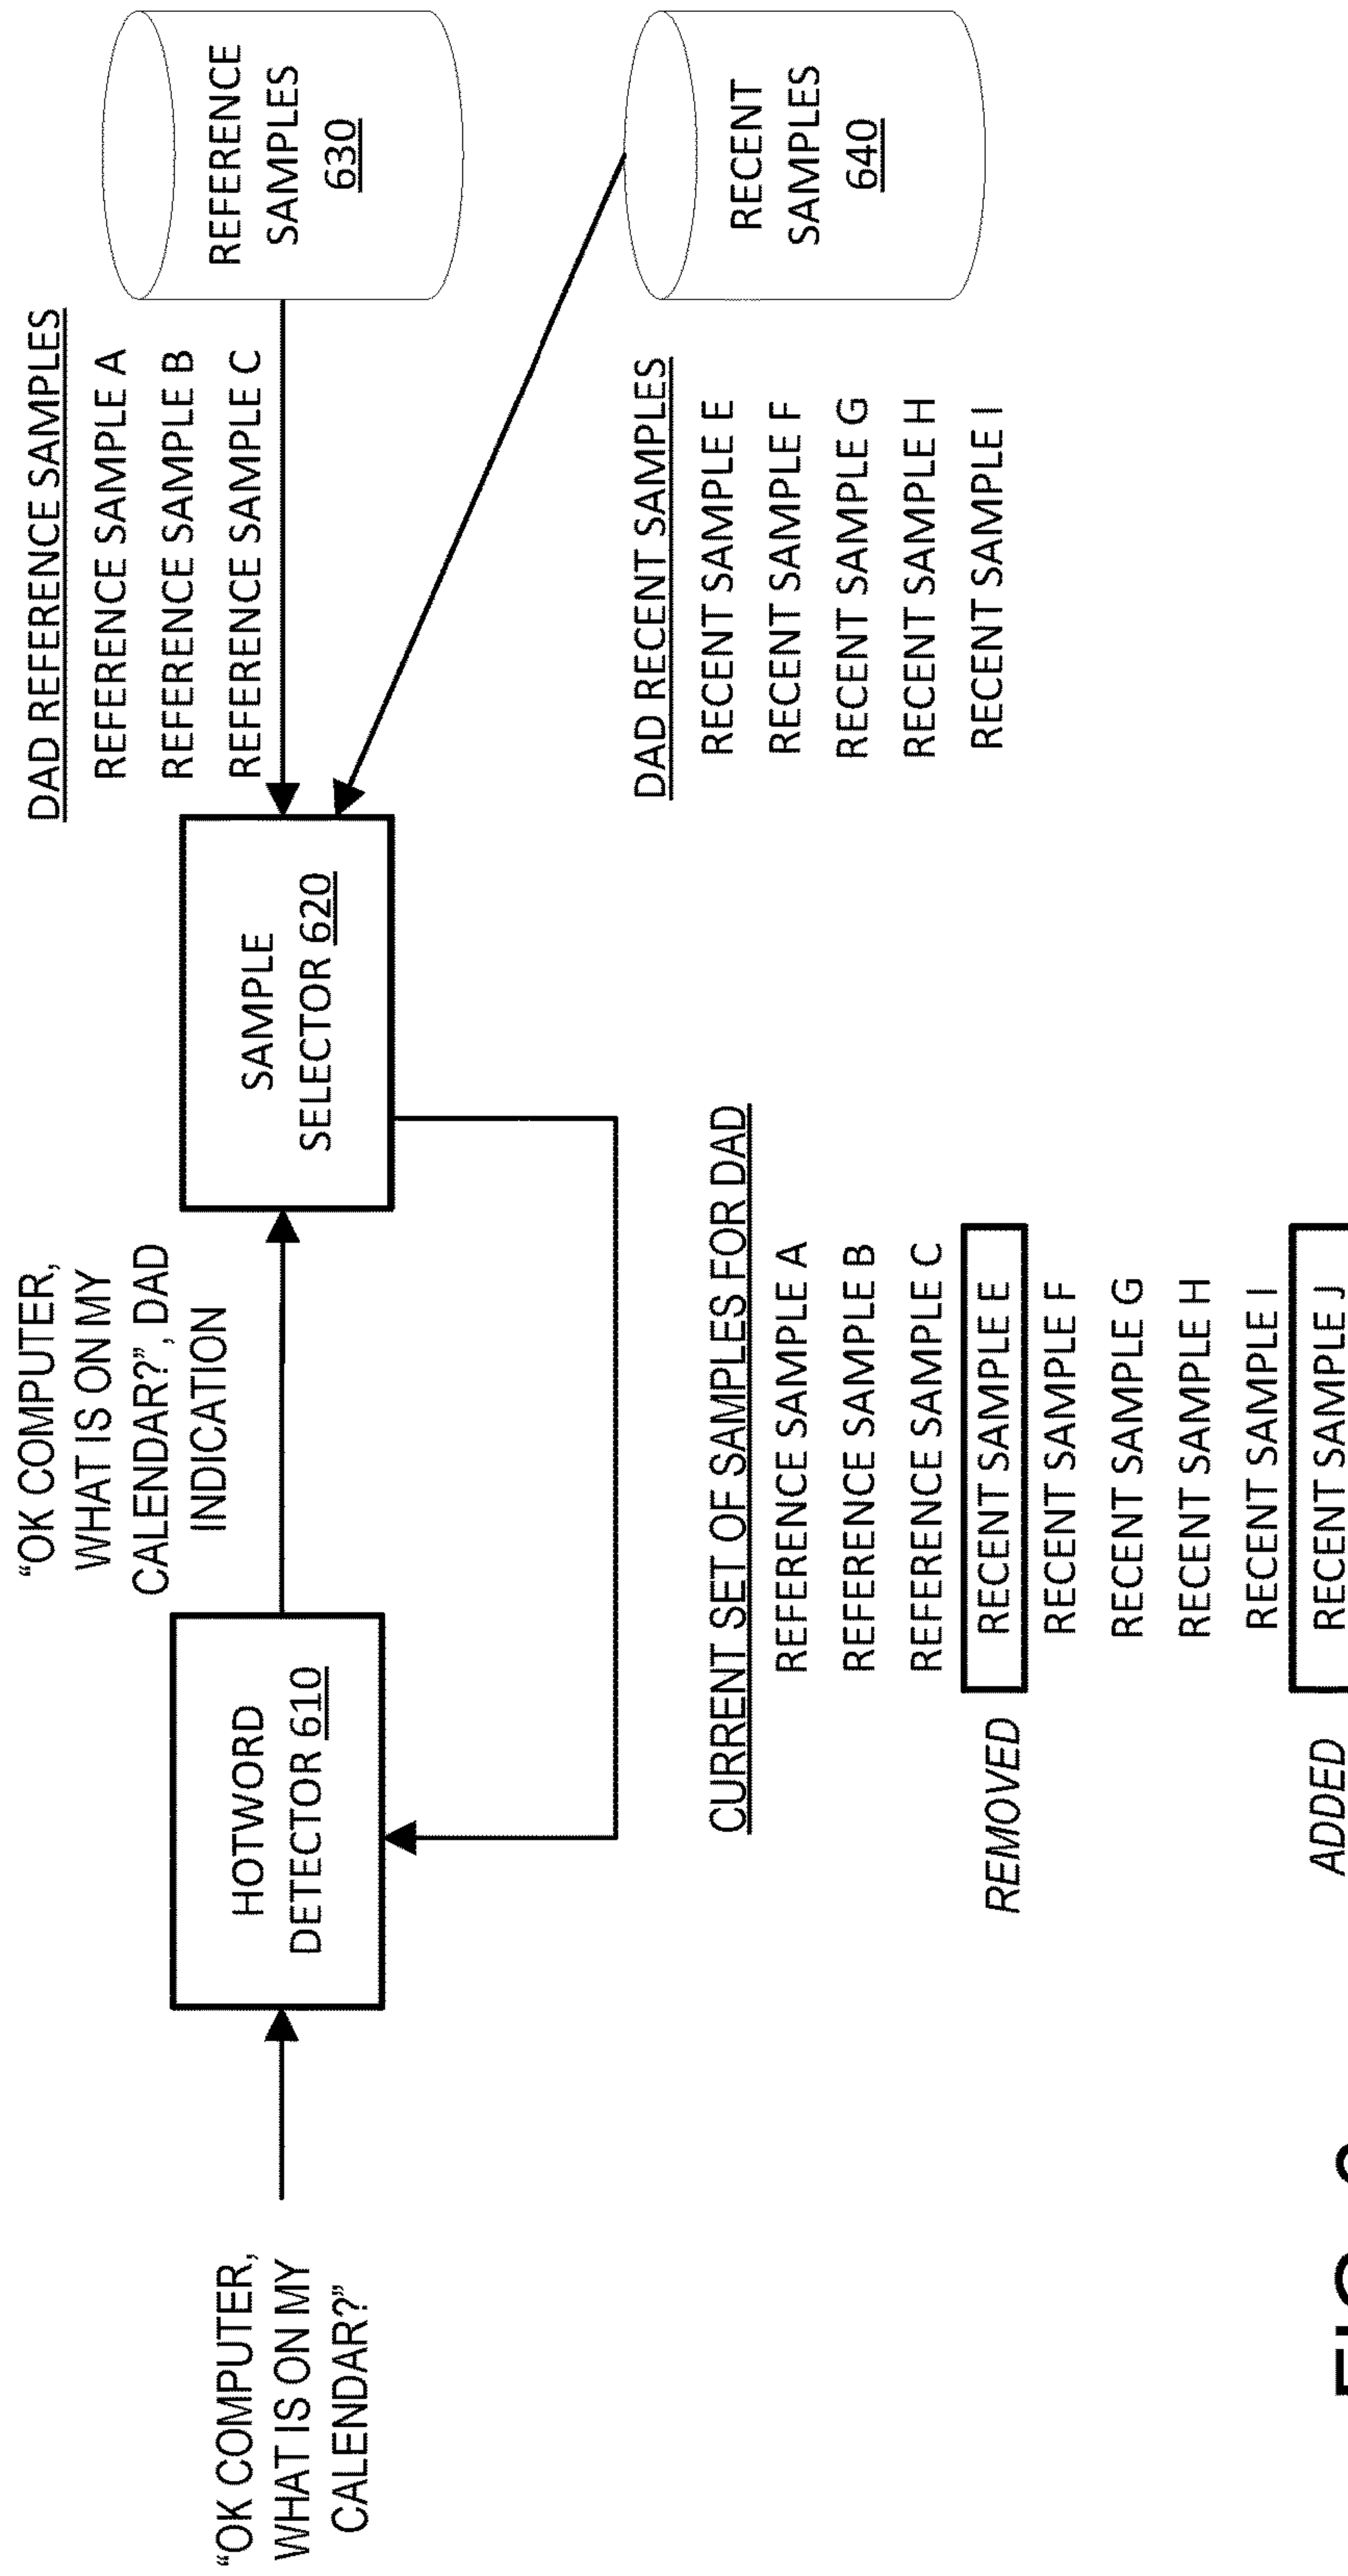 “OK COMPUTER,
WHAT IS ON MY
CALENDAR?”
HOTWORD
DETECTOR 610
“OK COMPUTER,
WHAT IS ON MY
CALENDAR?”, DAD
INDICATION
SAMPLE
SELECTOR 620
DAD REFERENCE SAMPLES
REFERENCE SAMPLE A
REFERENCE SAMPLE B
REFERENCE SAMPLE C
REFERENCE
SAMPLES
630
DAD RECENT SAMPLES
RECENT SAMPLE E
RECENT SAMPLE F
RECENT SAMPLE G
RECENT SAMPLE H
RECENT SAMPLE I
RECENT
SAMPLES
640
CURRENT SET OF SAMPLES FOR DAD
REFERENCE SAMPLE A
REFERENCE SAMPLE B
REFERENCE SAMPLE C
REMOVED RECENT SAMPLE E
RECENT SAMPLE F
RECENT SAMPLE G
RECENT SAMPLE H
RECENT SAMPLE I
ADDED RECENT SAMPLE J